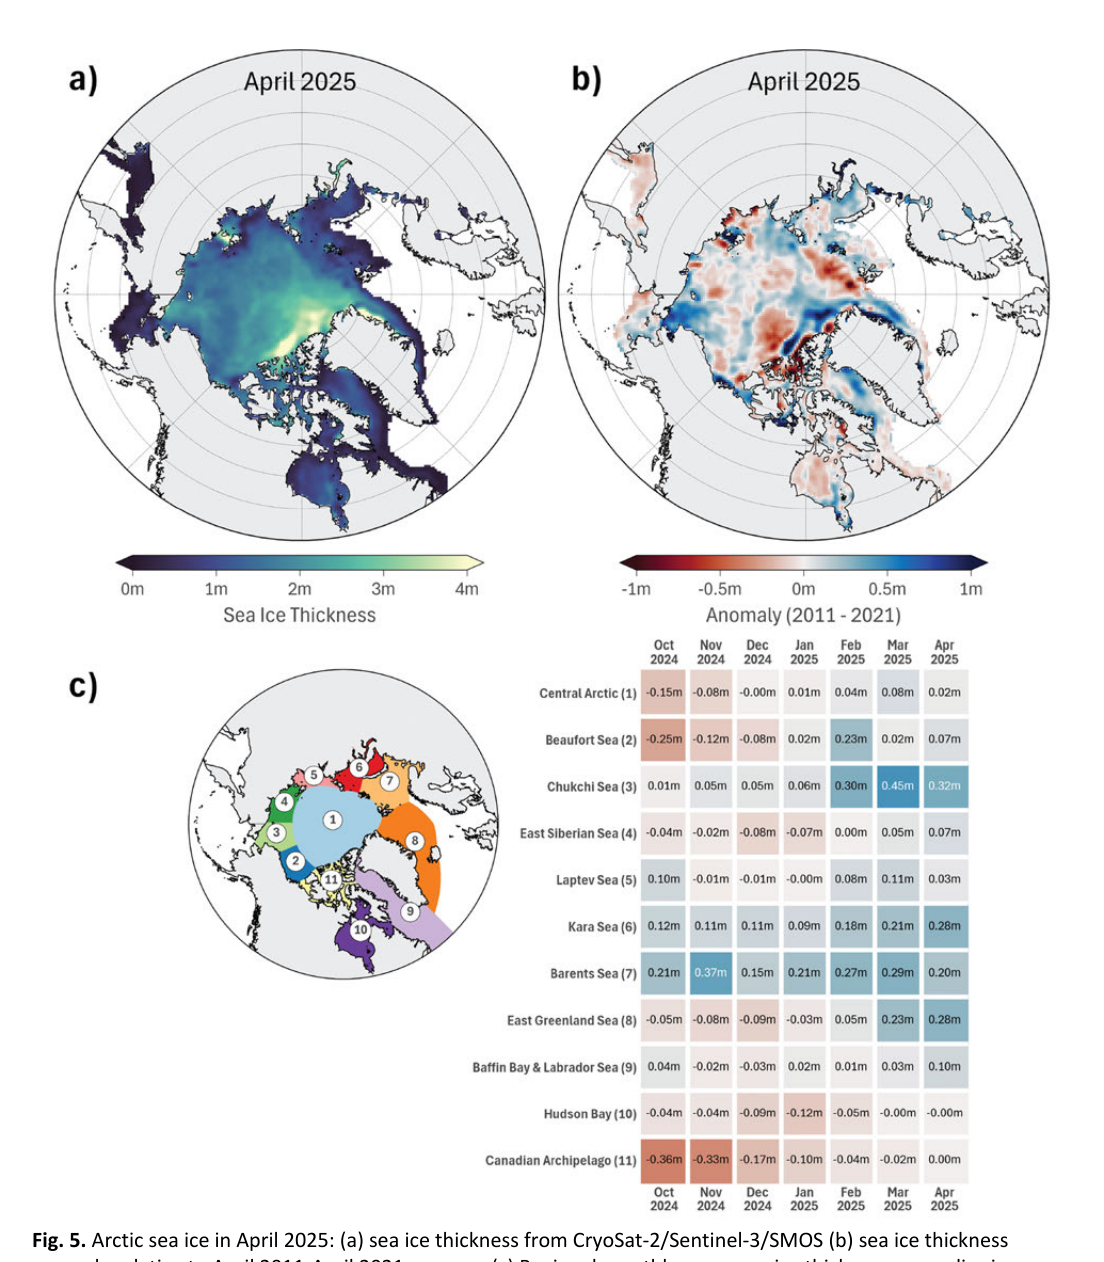 a)
April 2025
b)
April 2025
0m 1m 2m 3m 4m
Sea Ice Thickness
-1m -0.5m 0m 0.5m 1m
Anomaly (2011 - 2021)
c)
1
2
3
4
5
6
7
8
9
10
11
Oct 2024 Nov 2024 Dec 2024 Jan 2025 Feb 2025 Mar 2025 Apr 2025
Central Arctic (1) -0.15m -0.08m -0.00m 0.01m 0.04m 0.08m 0.02m
Beaufort Sea (2) -0.25m -0.12m -0.08m 0.02m 0.23m 0.02m 0.07m
Chukchi Sea (3) 0.01m 0.05m 0.05m 0.06m 0.30m 0.45m 0.32m
East Siberian Sea (4) -0.04m -0.02m -0.08m -0.07m 0.00m 0.05m 0.07m
Laptev Sea (5) 0.10m -0.01m -0.01m -0.00m 0.08m 0.11m 0.03m
Kara Sea (6) 0.12m 0.11m 0.11m 0.09m 0.18m 0.21m 0.28m
Barents Sea (7) 0.21m 0.37m 0.15m 0.21m 0.27m 0.29m 0.20m
East Greenland Sea (8) -0.05m -0.08m -0.09m -0.03m 0.05m 0.23m 0.28m
Baffin Bay & Labrador Sea (9) 0.04m -0.02m -0.03m 0.02m 0.01m 0.03m 0.10m
Hudson Bay (10) -0.04m -0.04m -0.09m -0.12m -0.05m -0.00m -0.00m
Canadian Archipelago (11) -0.36m -0.33m -0.17m -0.10m -0.04m -0.02m 0.00m
Oct 2024 Nov 2024 Dec 2024 Jan 2025 Feb 2025 Mar 2025 Apr 2025
Fig. 5. Arctic sea ice in April 2025: (a) sea ice thickness from CryoSat-2/Sentinel-3/SMOS (b) sea ice thickness